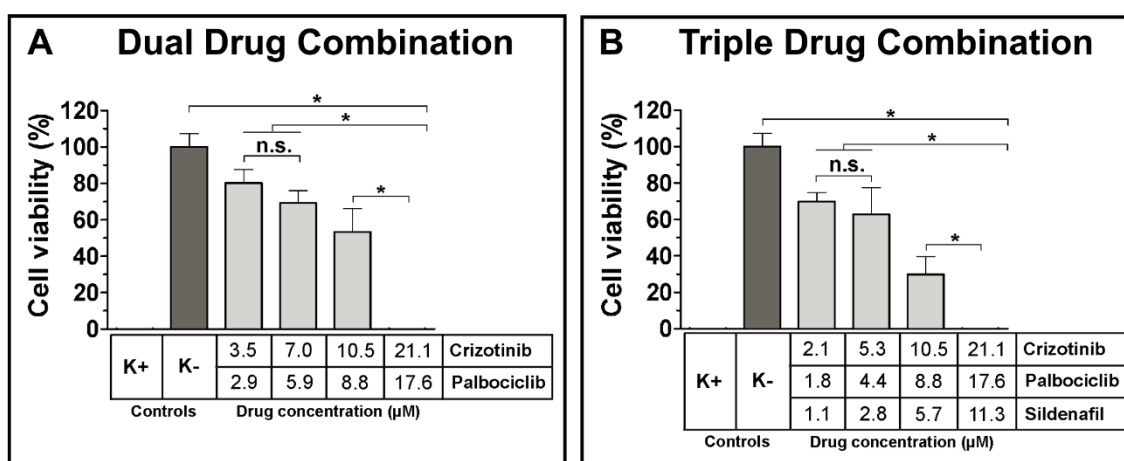 A Dual Drug Combination
Cell viability (%)
120
100
80
60
40
20
0
*
*
n.s.
*
K+ K- 3.5 7.0 10.5 21.1 Crizotinib
2.9 5.9 8.8 17.6 Palbociclib
Controls Drug concentration (µM)
B Triple Drug Combination
Cell viability (%)
120
100
80
60
40
20
0
*
*
n.s.
*
K+ K- 2.1 5.3 10.5 21.1 Crizotinib
1.8 4.4 8.8 17.6 Palbociclib
1.1 2.8 5.7 11.3 Sildenafil
Controls Drug concentration (µM)